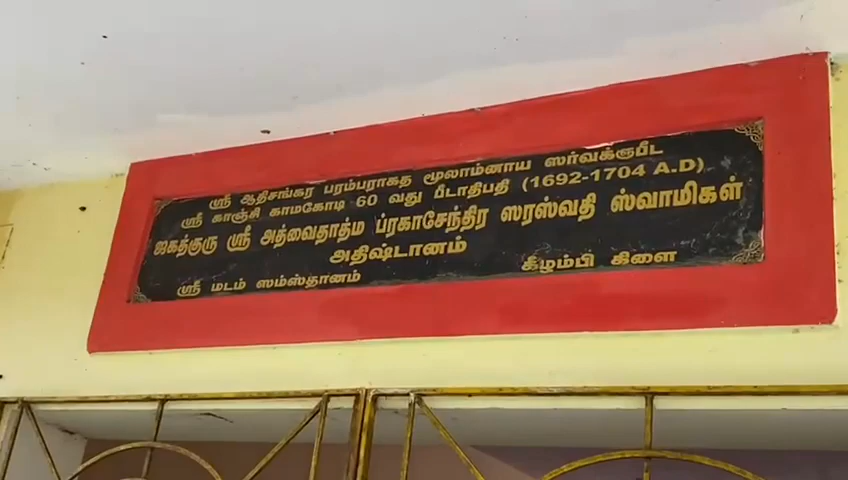 ஸ்ரீ ஆதிசங்கர பரம்பராகத மூலாம்னாய ஸர்வக்ஞபீட
ஸ்ரீ காஞ்சி காமகோடி 60 வது பீடாதிபதி (1692-1704 A.D)
ஜகத்குரு ஸ்ரீ அத்வைதாத்ம ப்ரகாசேந்திர ஸரஸ்வதி ஸ்வாமிகள்
அதிஷ்டானம்
ஸ்ரீ மடம் ஸம்ஸ்தானம் கீழம்பி கிளை